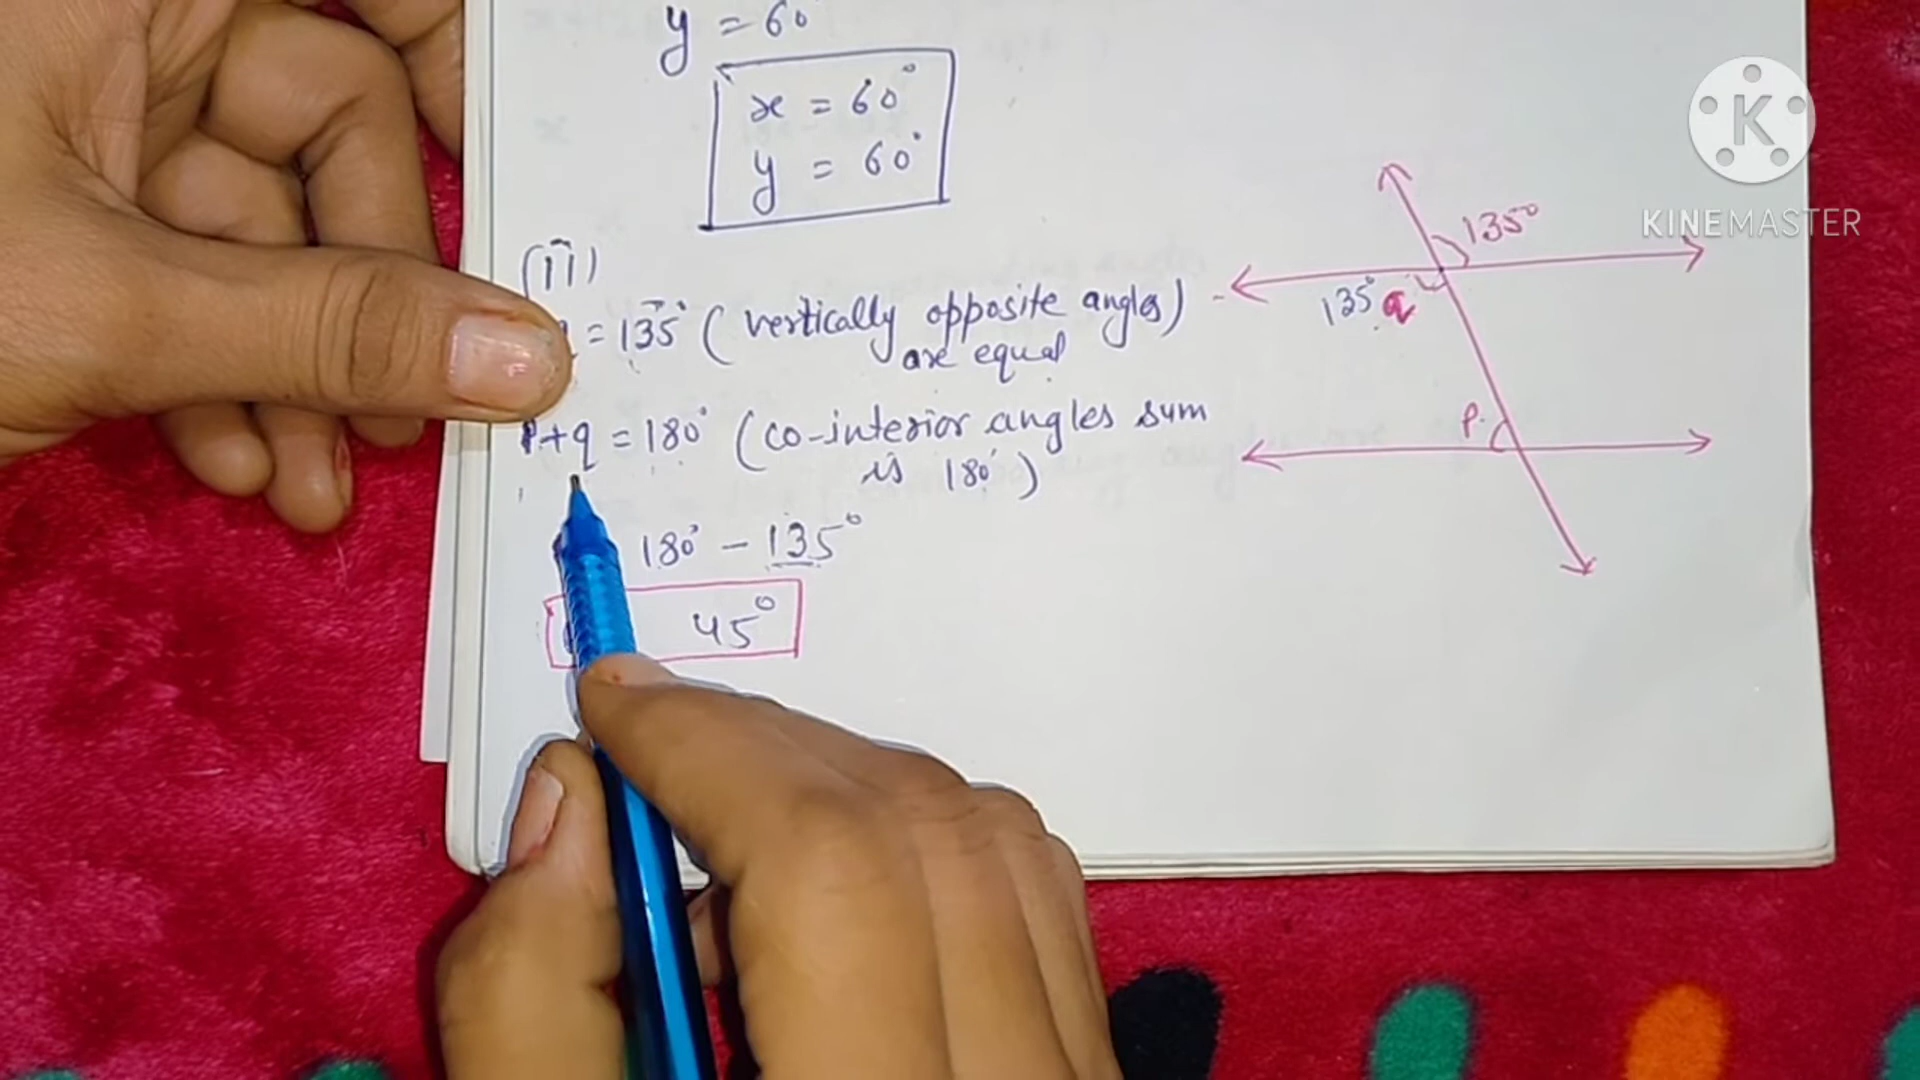 y = 60
x = 60°
y = 60°
(ii)
= 135° (vertically opposite angles)
are equal
P+q = 180° (co-interior angles sum
is 180°)
180° - 135°
45°
135°
135° q
P
K
KINEMASTER